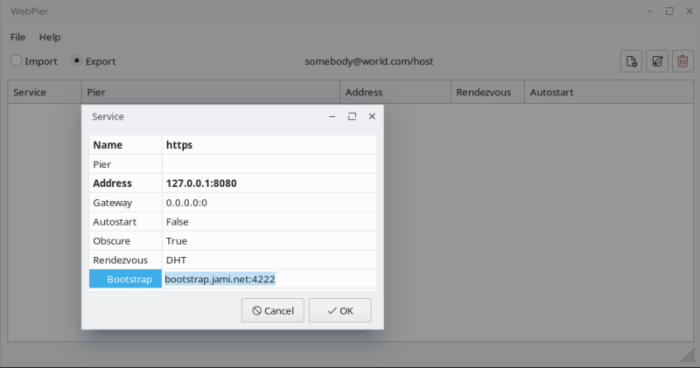 WebPier
File Help
Import Export somebody@world.com/host
Service Pier Address Rendezvous Autostart
Service
Name https
Pier
Address 127.0.0.1:8080
Gateway 0.0.0.0:0
Autostart False
Obscure True
Rendezvous DHT
Bootstrap bootstrap.jami.net:4222
Cancel OK